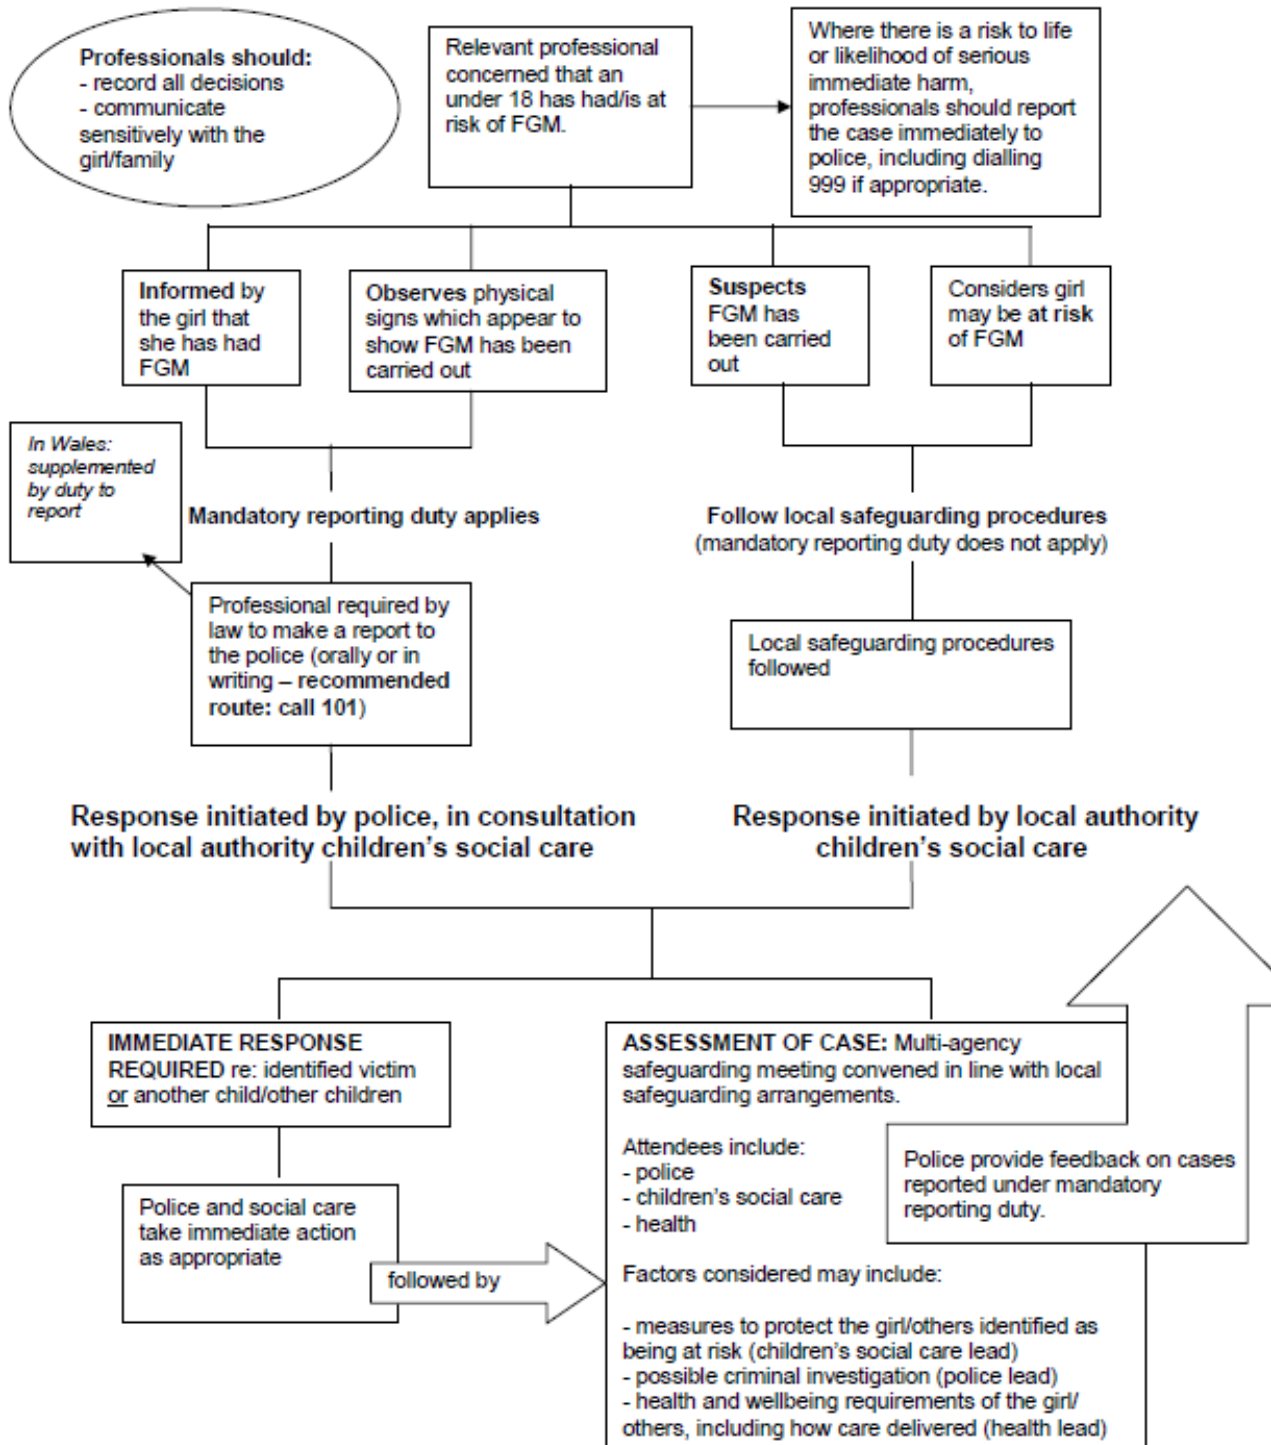 Professionals should:
- record all decisions
- communicate
sensitively with the
girl/family
Relevant professional
concerned that an
under 18 has had/is at
risk of FGM.
Where there is a risk to life
or likelihood of serious
immediate harm,
professionals should report
the case immediately to
police, including dialling
999 if appropriate.
Informed by
the girl that
she has had
FGM
Observes physical
signs which appear to
show FGM has been
carried out
Suspects
FGM has
been carried
out
Considers girl
may be at risk
of FGM
In Wales:
supplemented
by duty to
report
Mandatory reporting duty applies
Follow local safeguarding procedures
(mandatory reporting duty does not apply)
Professional required by
law to make a report to
the police (orally or in
writing – recommended
route: call 101)
Local safeguarding procedures
followed
Response initiated by police, in consultation
with local authority children's social care
Response initiated by local authority
children's social care
IMMEDIATE RESPONSE
REQUIRED re: identified victim
or another child/other children
Police and social care
take immediate action
as appropriate
followed by
ASSESSMENT OF CASE: Multi-agency
safeguarding meeting convened in line with local
safeguarding arrangements.
Attendees include:
- police
- children's social care
- health
Police provide feedback on cases
reported under mandatory
reporting duty.
Factors considered may include:
- measures to protect the girl/others identified as
being at risk (children's social care lead)
- possible criminal investigation (police lead)
- health and wellbeing requirements of the girl/
others, including how care delivered (health lead)